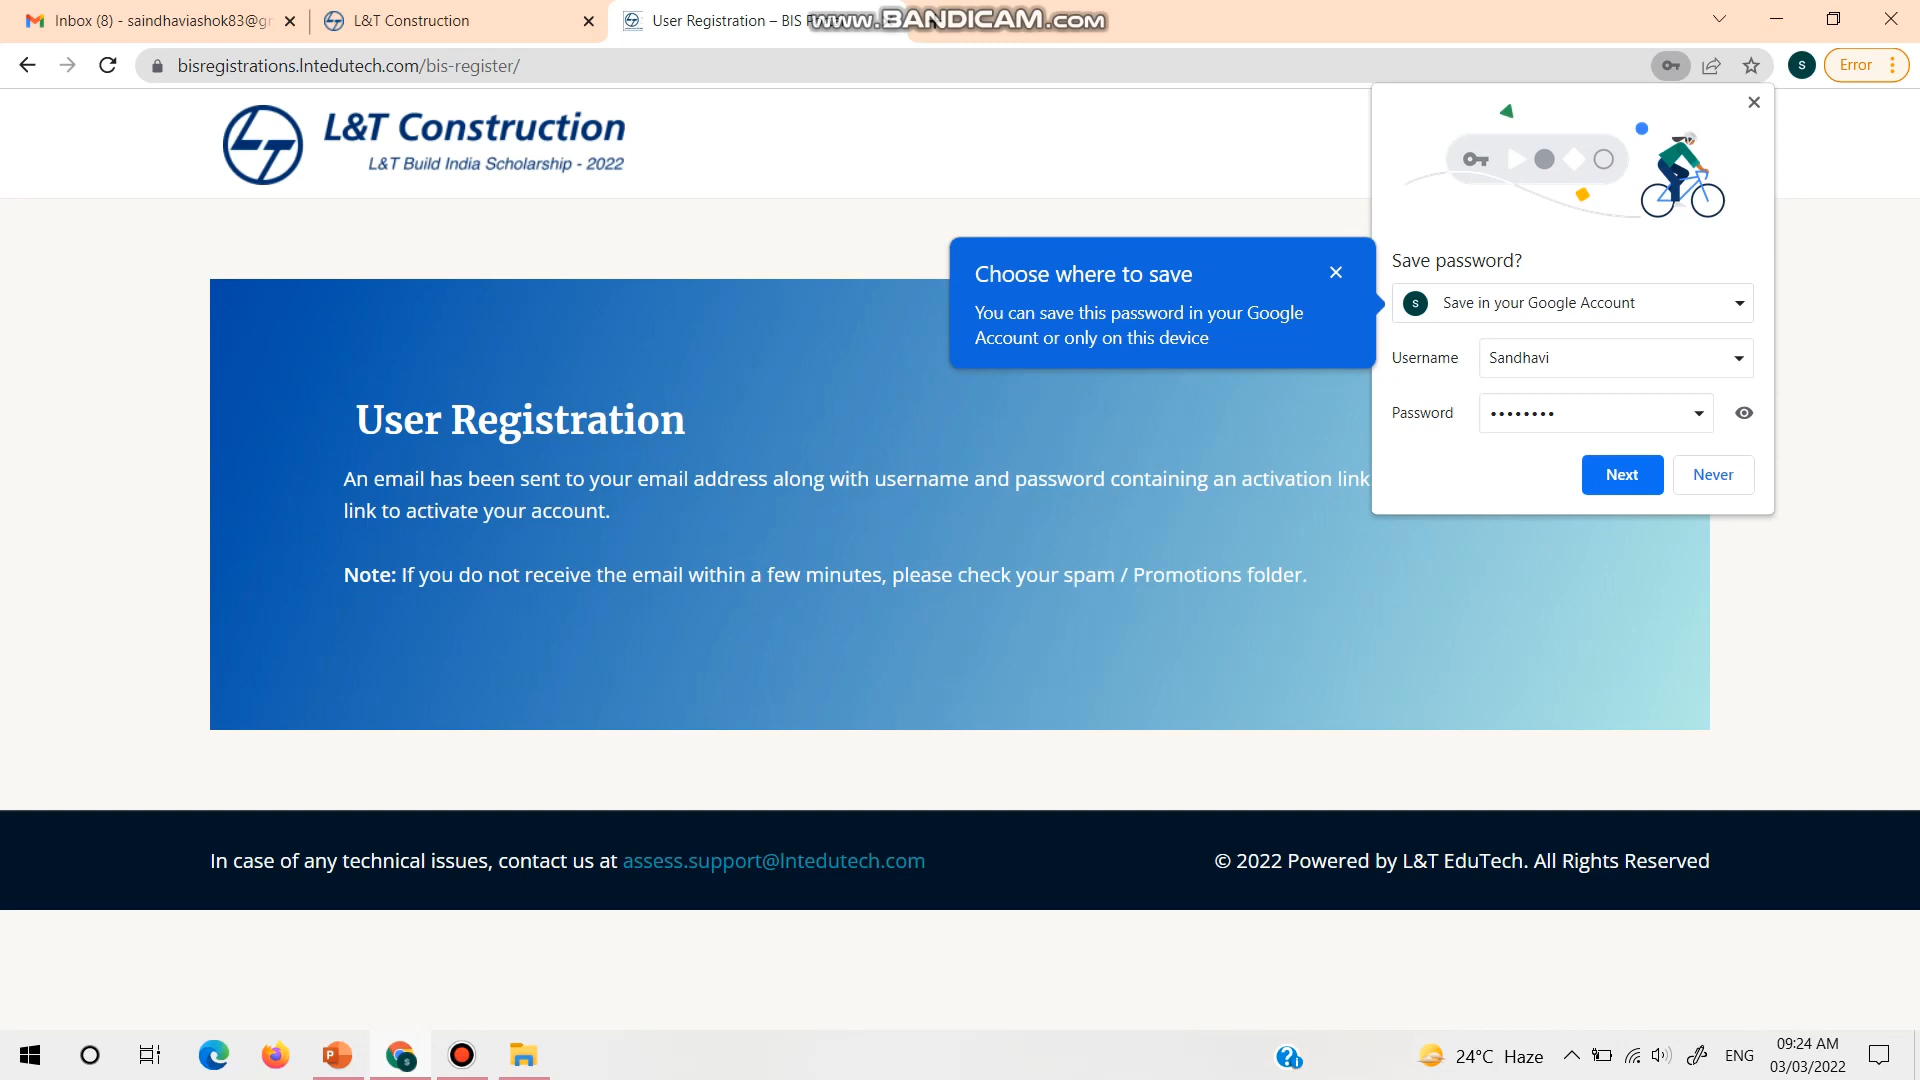 Inbox (8) - saindhaviashok83@gr
L&T Construction
User Registration – BIS
www.BANDICAM.com
bisregistrations.lntedutech.com/bis-register/
s
Error
L&T Construction
L&T Build India Scholarship - 2022
Choose where to save
You can save this password in your Google
Account or only on this device
Save password?
s
Save in your Google Account
Username
Sandhavi
Password
••••••••
Next
Never
User Registration
An email has been sent to your email address along with username and password containing an activation link
link to activate your account.
Note: If you do not receive the email within a few minutes, please check your spam / Promotions folder.
In case of any technical issues, contact us at assess.support@lntedutech.com
© 2022 Powered by L&T EduTech. All Rights Reserved
24°C Haze
ENG
09:24 AM
03/03/2022